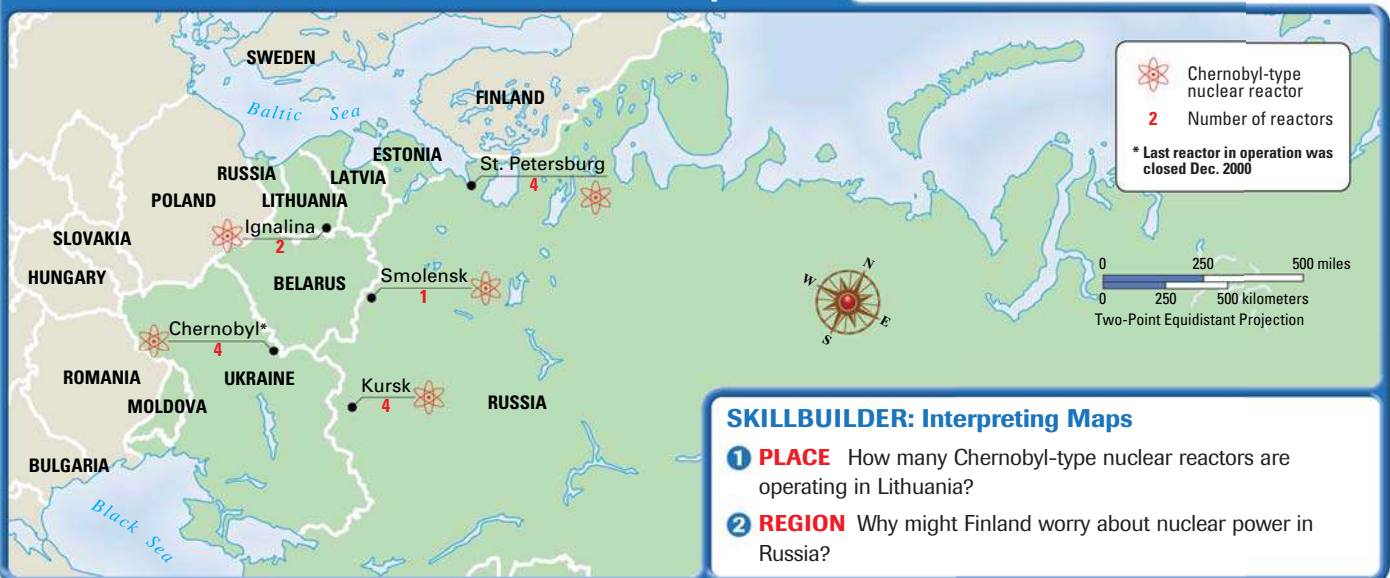 SWEDEN
Baltic Sea
FINLAND
ESTONIA
St. Petersburg
4
RUSSIA
LATVIA
POLAND
LITHUANIA
Ignalina
2
SLOVAKIA
HUNGARY
BELARUS
Smolensk
1
Chernobyl*
4
ROMANIA
UKRAINE
MOLDOVA
Kursk
4
RUSSIA
BULGARIA
Black Sea
N
W
E
S
Chernobyl-type
nuclear reactor
2 Number of reactors
* Last reactor in operation was
closed Dec. 2000
0 250 500 miles
0 250 500 kilometers
Two-Point Equidistant Projection
SKILLBUILDER: Interpreting Maps
1 PLACE How many Chernobyl-type nuclear reactors are
operating in Lithuania?
2 REGION Why might Finland worry about nuclear power in
Russia?